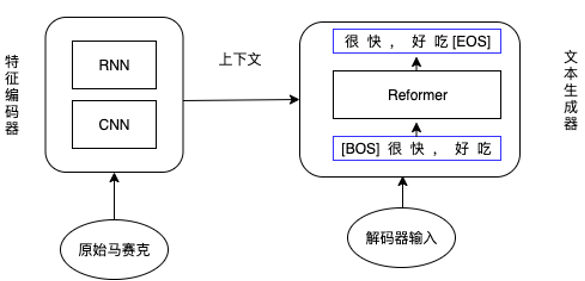 特征编码器
RNN
CNN
原始马赛克
上下文
很 快 ， 好 吃 [EOS]
Reformer
[BOS] 很 快 ， 好 吃
解码器输入
文本生成器